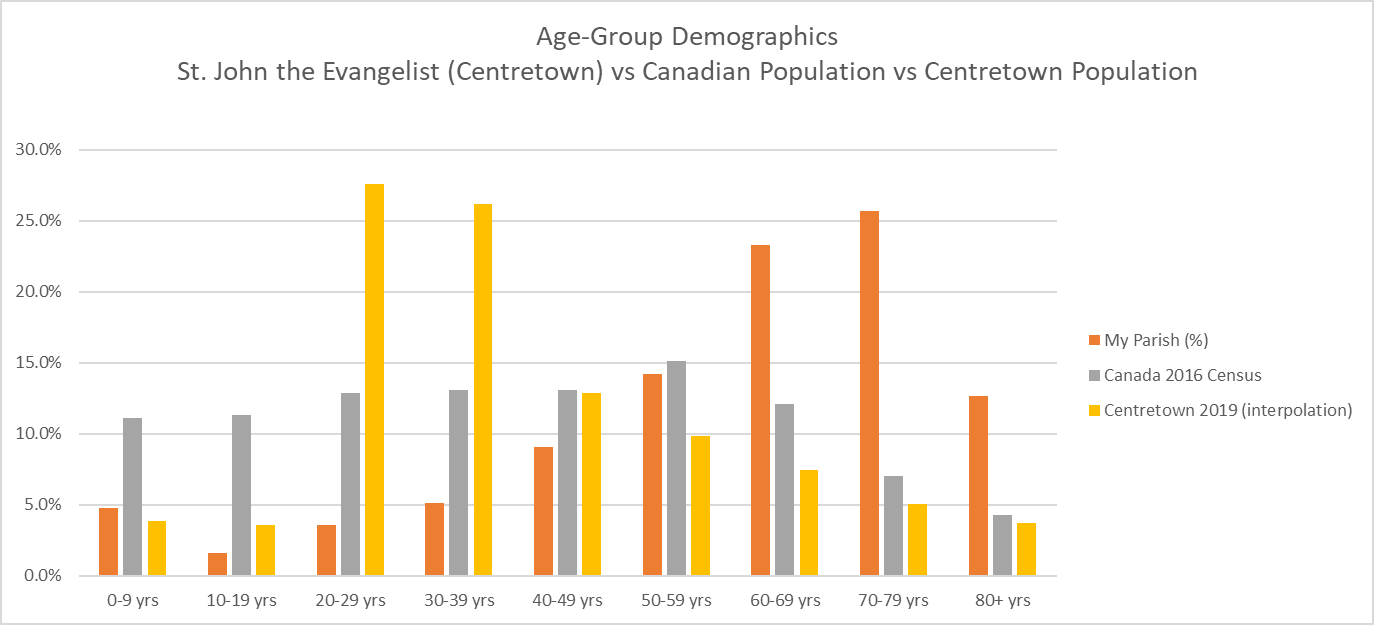 Age-Group Demographics
St. John the Evangelist (Centretown) vs Canadian Population vs Centretown Population
30.0%
25.0%
20.0%
15.0%
10.0%
5.0%
0.0%
0-9 yrs 10-19 yrs 20-29 yrs 30-39 yrs 40-49 yrs 50-59 yrs 60-69 yrs 70-79 yrs 80+ yrs
My Parish (%)
Canada 2016 Census
Centretown 2019 (interpolation)